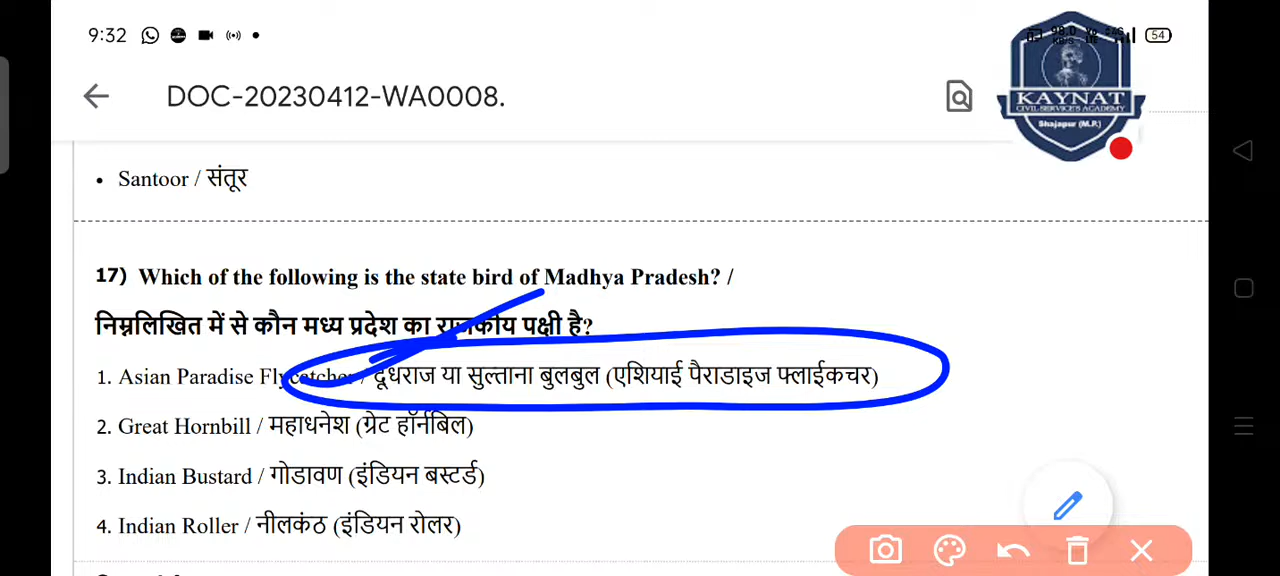 9:32
54
DOC-20230412-WA0008.
KAYNAT
CIVIL SERVICES ACADEMY
Shajapur (M.P.)
• Santoor / संतूर
17) Which of the following is the state bird of Madhya Pradesh? /
निम्नलिखित में से कौन मध्य प्रदेश का राजकीय पक्षी है?
1. Asian Paradise Flycatcher / दूधराज या सुल्ताना बुलबुल (एशियाई पैराडाइज फ्लाईकचर)
2. Great Hornbill / महाधनेश (ग्रेट हॉर्नबिल)
3. Indian Bustard / गोडावण (इंडियन बस्टर्ड)
4. Indian Roller / नीलकंठ (इंडियन रोलर)